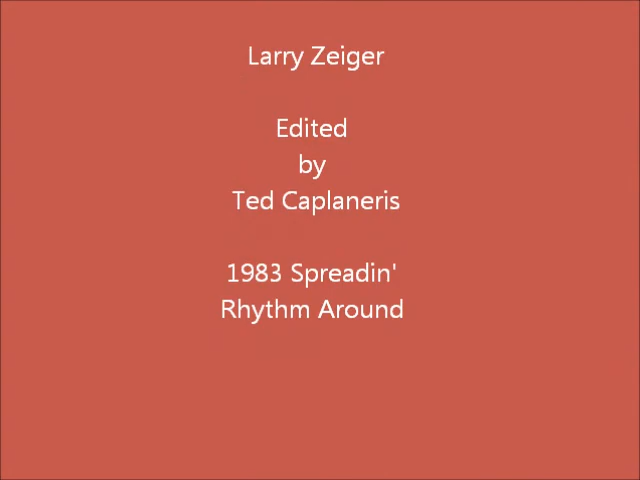 Larry Zeiger
Edited
by
Ted Caplaneris
1983 Spreadin'
Rhythm Around